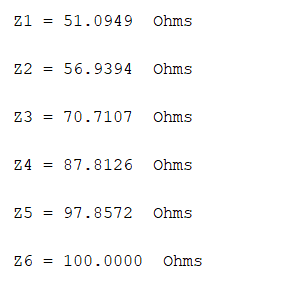 Z1 = 51.0949  Ohms
Z2 = 56.9394  Ohms
Z3 = 70.7107  Ohms
Z4 = 87.8126  Ohms
Z5 = 97.8572  Ohms
Z6 = 100.0000  Ohms